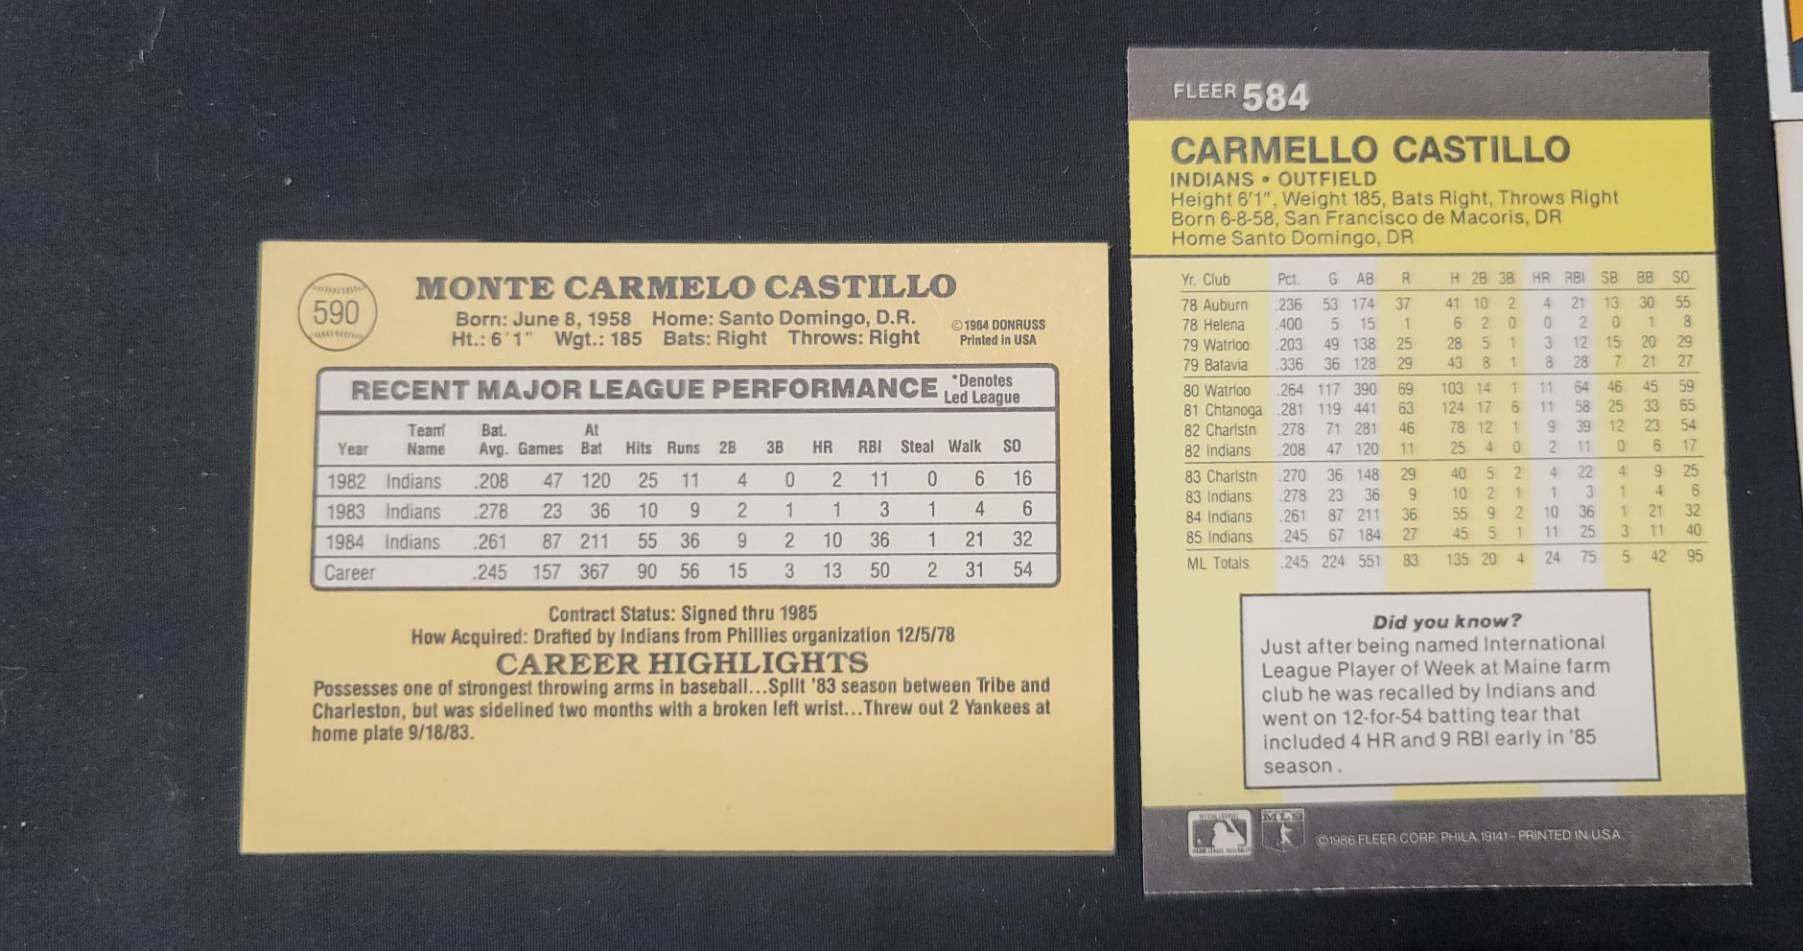 590
MONTE CARMELO CASTILLO
Born: June 8, 1958 Home: Santo Domingo, D.R.
Ht.: 6'1" Wgt.: 185 Bats: Right Throws: Right
©1984 DONRUSS
Printed in USA
RECENT MAJOR LEAGUE PERFORMANCE
*Denotes
Led League
Year Team Name Bat. Avg. Games At Bat Hits Runs 2B 3B HR RBI Steal Walk SO
1982 Indians .208 47 120 25 11 4 0 2 11 0 6 16
1983 Indians .278 23 36 10 9 2 1 1 3 1 4 6
1984 Indians .261 87 211 55 36 9 2 10 36 1 21 32
Career .245 157 367 90 56 15 3 13 50 2 31 54
Contract Status: Signed thru 1985
How Acquired: Drafted by Indians from Phillies organization 12/5/78
CAREER HIGHLIGHTS
Possesses one of strongest throwing arms in baseball...Split '83 season between Tribe and
Charleston, but was sidelined two months with a broken left wrist...Threw out 2 Yankees at
home plate 9/18/83.
FLEER 584
CARMELLO CASTILLO
INDIANS • OUTFIELD
Height 6'1", Weight 185, Bats Right, Throws Right
Born 6-8-58, San Francisco de Macoris, DR
Home Santo Domingo, DR
Yr. Club Pct. G AB R H 2B 3B HR RBI SB BB SO
78 Auburn .236 53 174 37 41 10 2 4 21 13 30 55
78 Helena .400 5 15 1 6 2 0 0 2 0 1 8
79 Watrloo .203 49 138 25 28 5 1 3 12 15 20 29
79 Batavia .336 36 128 29 43 8 1 8 28 7 21 27
80 Watrloo .264 117 390 69 103 14 1 11 64 46 45 59
81 Chtanoga .281 119 441 63 124 17 6 11 58 25 33 65
82 Charlstn .278 71 281 46 78 12 1 9 39 12 23 54
82 Indians .208 47 120 11 25 4 0 2 11 0 6 17
83 Charlstn .270 36 148 29 40 5 2 4 22 4 9 25
83 Indians .278 23 36 9 10 2 1 1 3 1 4 6
84 Indians .261 87 211 36 55 9 2 10 36 1 21 32
85 Indians .245 67 184 27 45 5 1 11 25 3 11 40
ML Totals .245 224 551 83 135 20 4 24 75 5 42 95
Did you know?
Just after being named International
League Player of Week at Maine farm
club he was recalled by Indians and
went on 12-for-54 batting tear that
included 4 HR and 9 RBI early in '85
season.
©1986 FLEER CORP. PHILA. 19141 - PRINTED IN U.S.A.